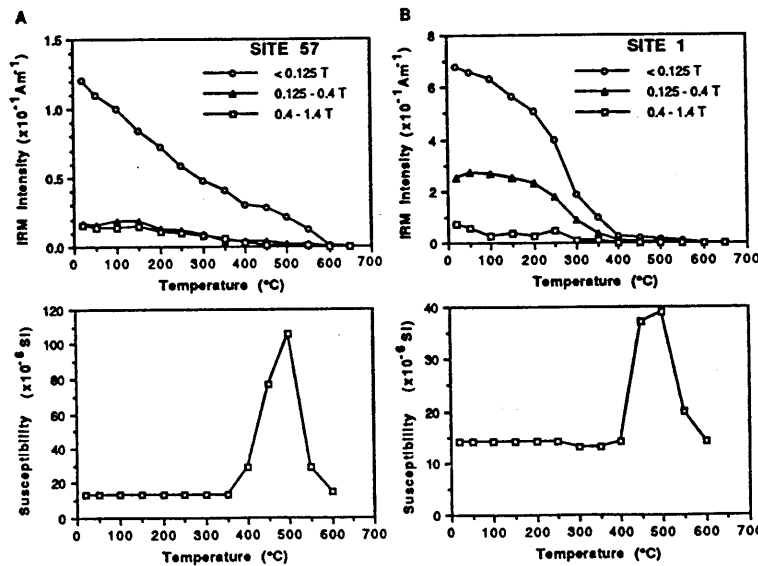 A
SITE 57
< 0.125 T
0.125 - 0.4 T
0.4 - 1.4 T
IRM Intensity (x10⁻¹Am⁻¹)
1.5
1.0
0.5
0.0
0 100 200 300 400 500 600 700
Temperature (°C)
B
SITE 1
< 0.125 T
0.125 - 0.4 T
0.4 - 1.4 T
IRM Intensity (x10⁻¹Am⁻¹)
8
6
4
2
0
0 100 200 300 400 500 600 700
Temperature (°C)
Susceptibility (x10⁻⁶ SI)
120
100
80
60
40
20
0
0 100 200 300 400 500 600 700
Temperature (°C)
Susceptibility (x10⁻⁶ SI)
40
30
20
10
0
0 100 200 300 400 500 600 700
Temperature (°C)